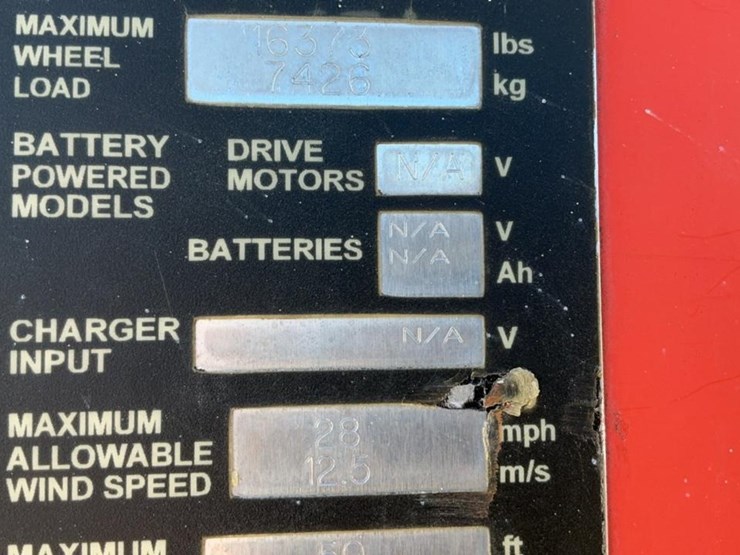 MAXIMUM
WHEEL
LOAD
16373 lbs
7426 kg
BATTERY
POWERED
MODELS
DRIVE
MOTORS
N/A V
BATTERIES
N/A V
N/A Ah
CHARGER
INPUT
N/A V
MAXIMUM
ALLOWABLE
WIND SPEED
28 mph
12.5 m/s
MAXIMUM 60 ft